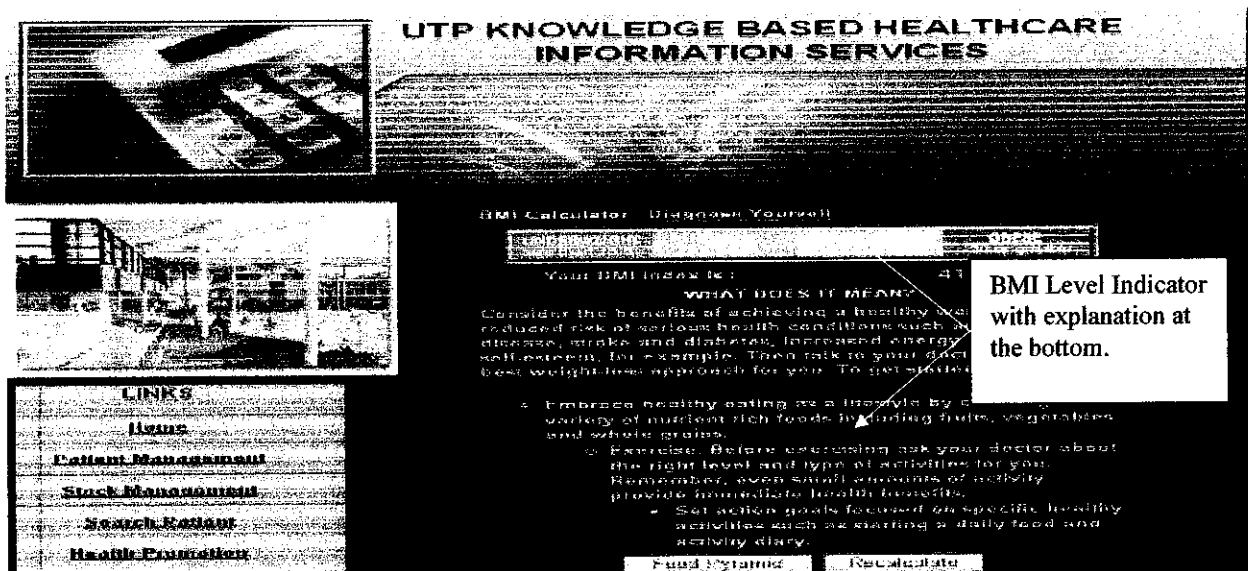 UTP KNOWLEDGE BASED HEALTHCARE
INFORMATION SERVICES
BMI Calculator Diagnose Yourself
Your BMI Index is : 41
WHAT DOES IT MEAN?
Consider the benefits of achieving a healthy
reduced risk of serious health conditions such
disease, stroke and diabetes, increased energy
self-esteem, for example. Then talk to your
best weight-loss approach for you. To get started
BMI Level Indicator
with explanation at
the bottom.
Embrace healthy eating as a lifestyle by
variety of nutrient rich foods including fruits, vegetables
and whole grains.
Exercise. Before exercising ask your doctor about
the right level and type of activities for you.
Remember, even small amounts of activity
provide immediate health benefits.
Set action goals focused on specific healthy
activities such as starting a daily food and
activity diary.
Food Pyramid Recalculate
LINKS
Home
Patient Management
Stock Management
Search Patient
Health Promotion